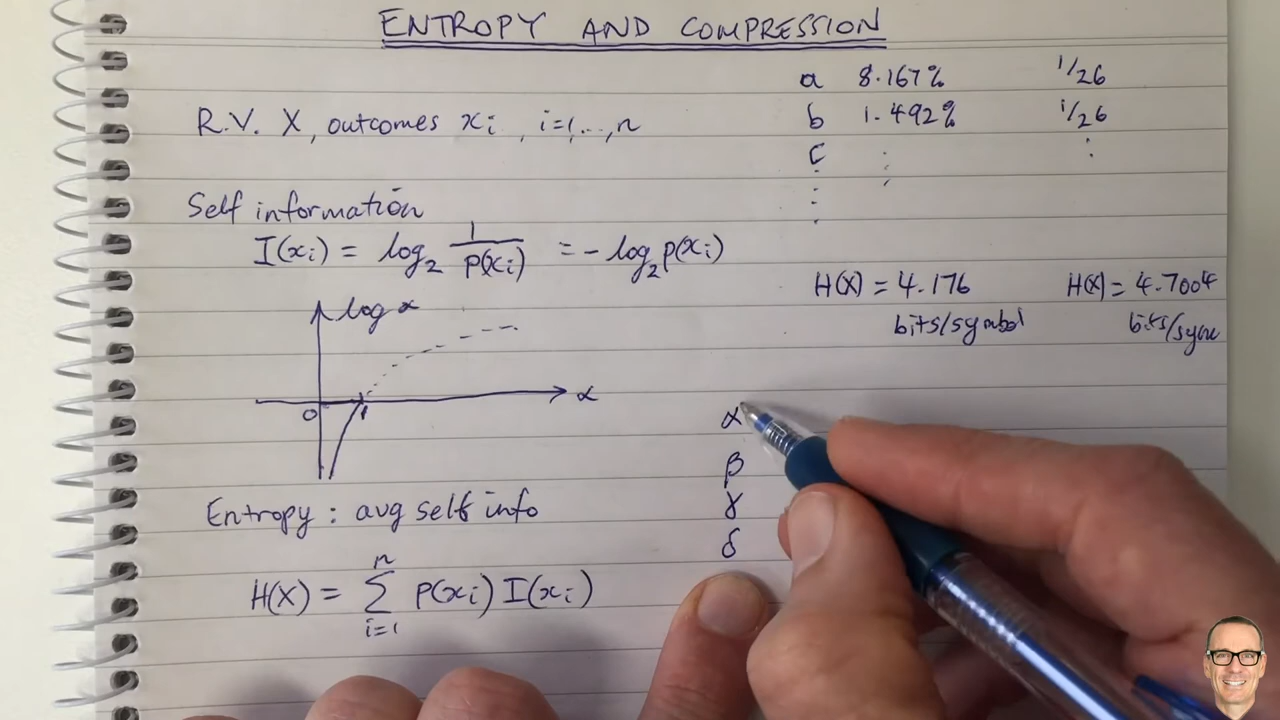 ENTROPY AND COMPRESSION
a 8.167% 1/26
b 1.492% 1/26
c : :
R.V. X, outcomes xi, i=1,...,n
Self information
I(xi) = log2 1/p(xi) = - log2 p(xi)
H(X) = 4.176 H(X) = 4.7004
bits/symbol bits/sym
log α
0 1 α
α
β
γ
δ
Entropy : avg self info
H(X) = n Σ i=1 p(xi) I(xi)